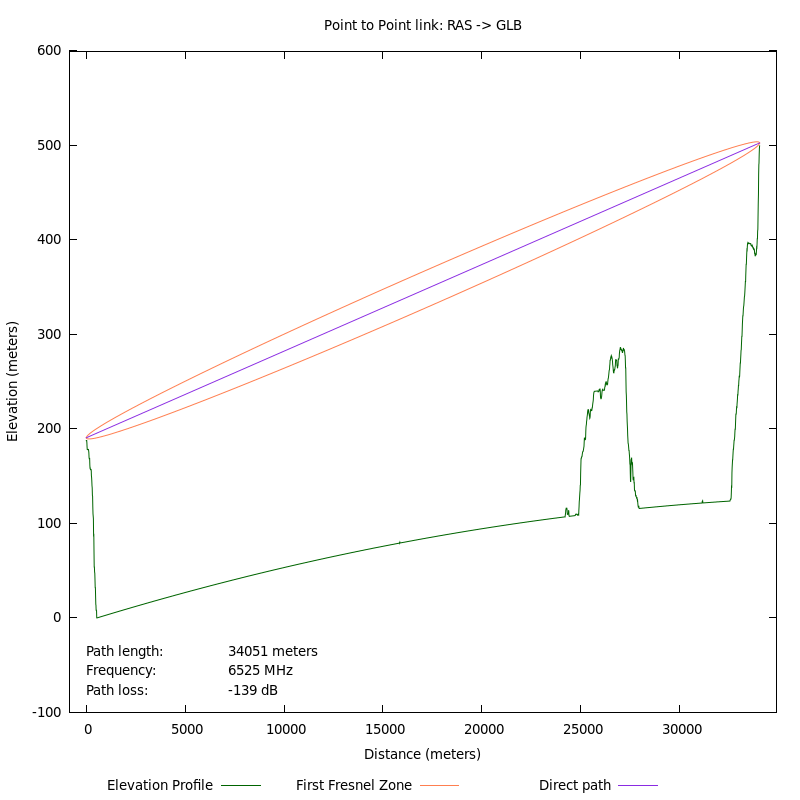 Point to Point link: RAS -> GLB
600
500
400
300
200
100
0
-100
Elevation (meters)
Path length: 34051 meters
Frequency: 6525 MHz
Path loss: -139 dB
0 5000 10000 15000 20000 25000 30000
Distance (meters)
Elevation Profile First Fresnel Zone Direct path